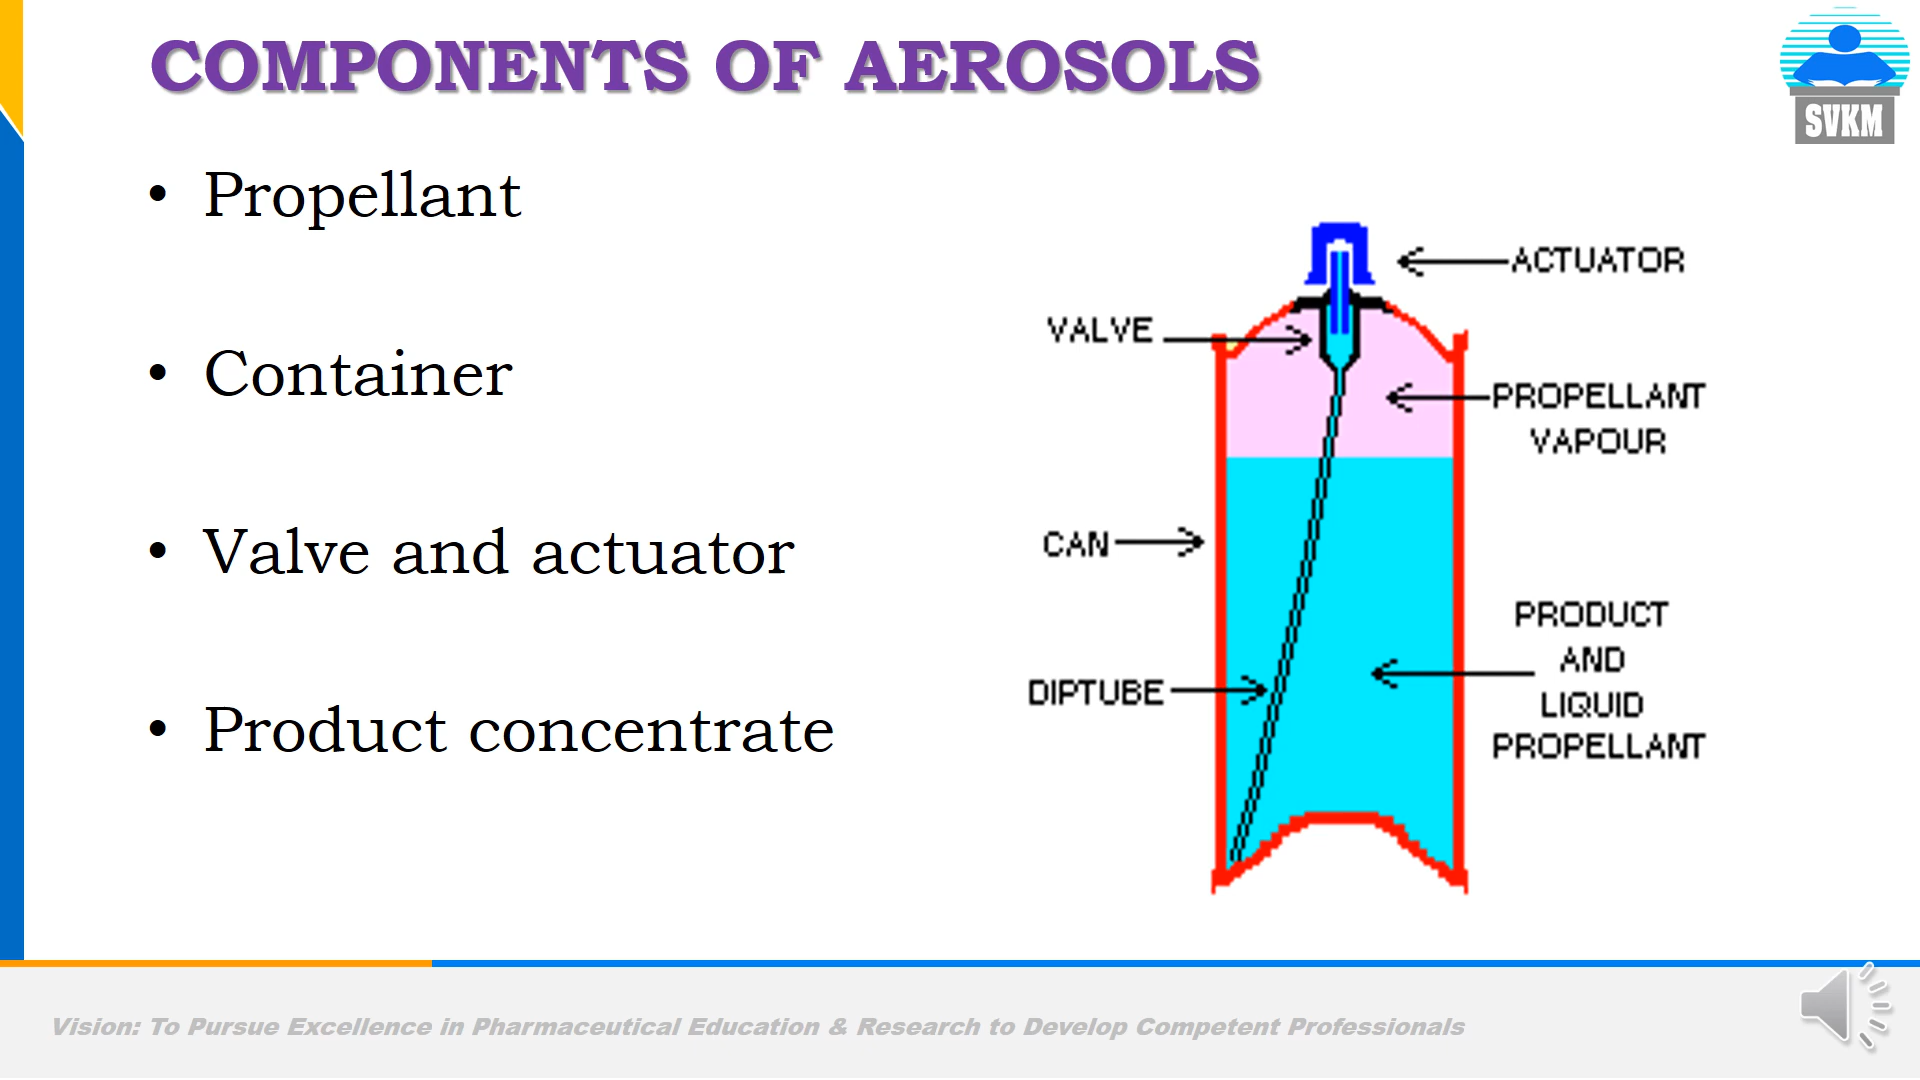 COMPONENTS OF AEROSOLS
SVKM
• Propellant
• Container
• Valve and actuator
• Product concentrate
ACTUATOR
VALVE
PROPELLANT
VAPOUR
CAN
PRODUCT
AND
LIQUID
PROPELLANT
DIPTUBE
Vision: To Pursue Excellence in Pharmaceutical Education & Research to Develop Competent Professionals